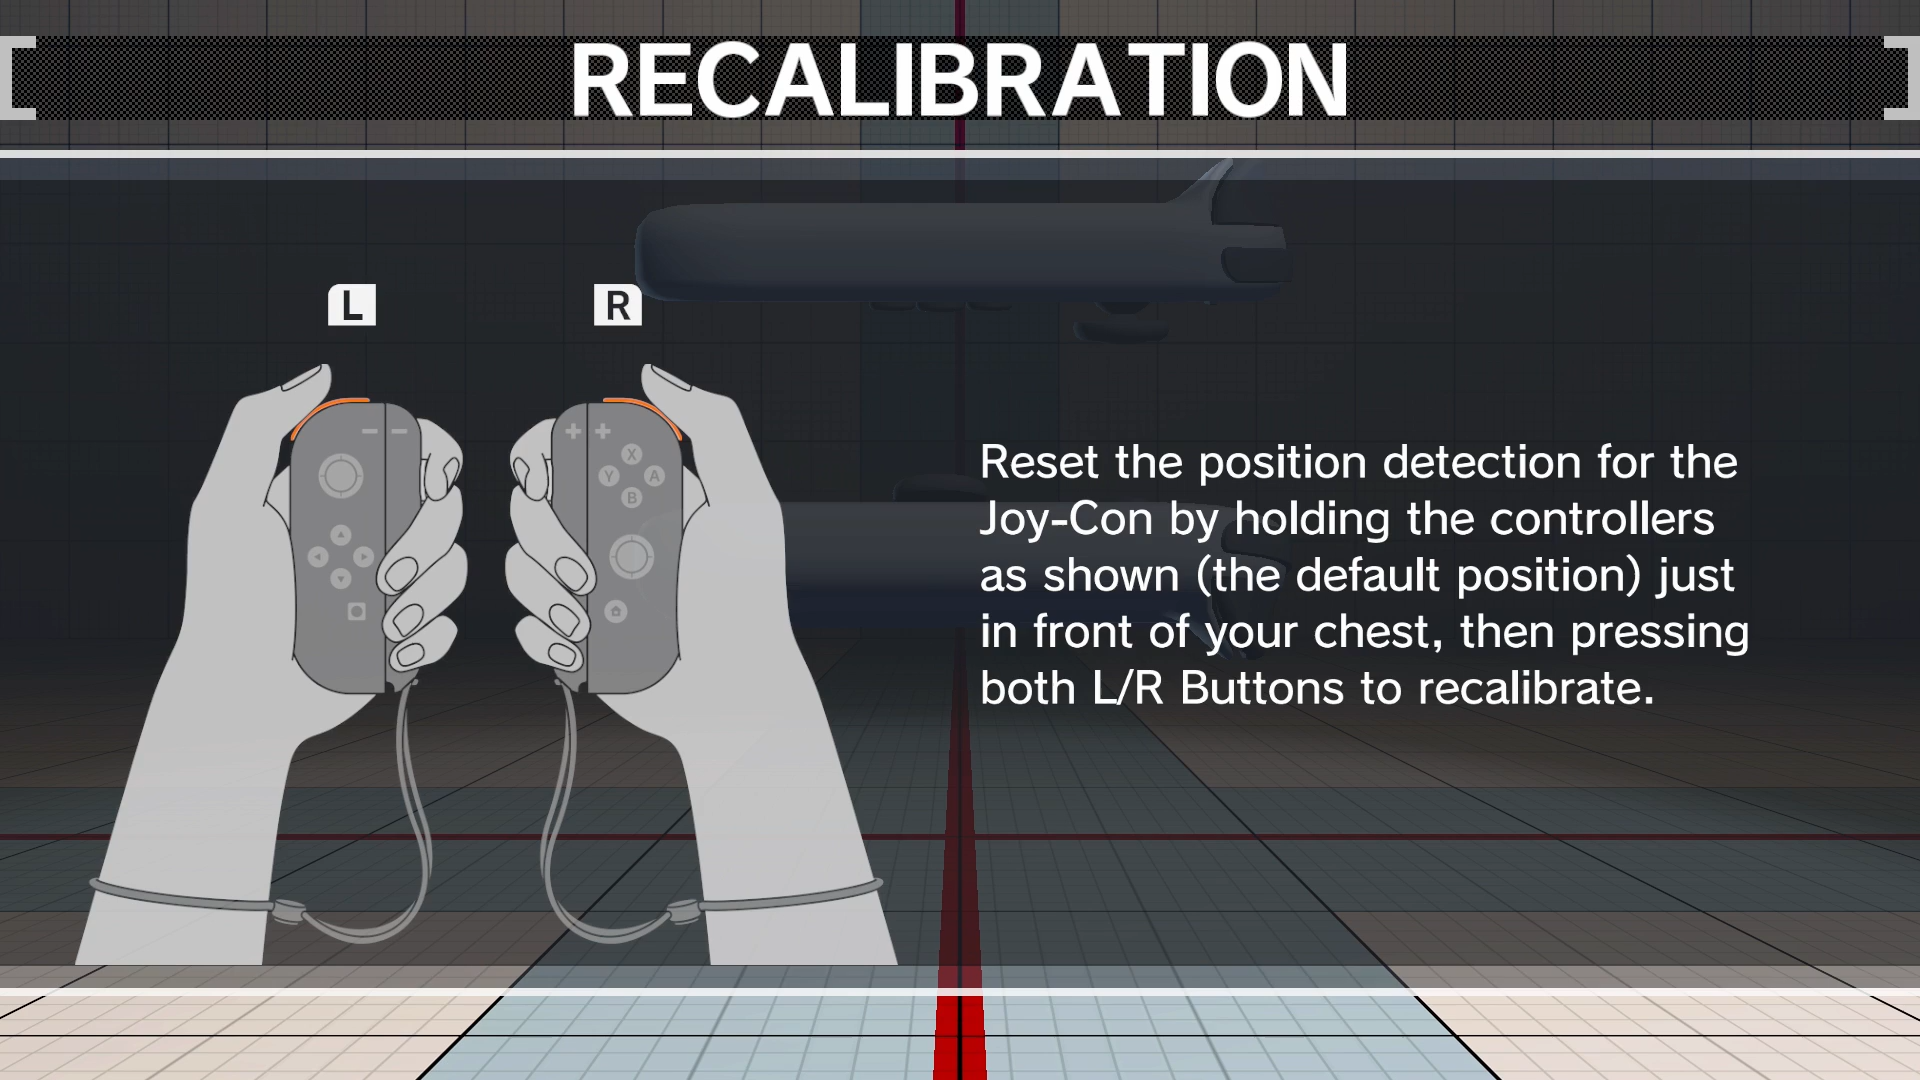 RECALIBRATION
L
R
X
Y
A
B
Reset the position detection for the
Joy-Con by holding the controllers
as shown (the default position) just
in front of your chest, then pressing
both L/R Buttons to recalibrate.